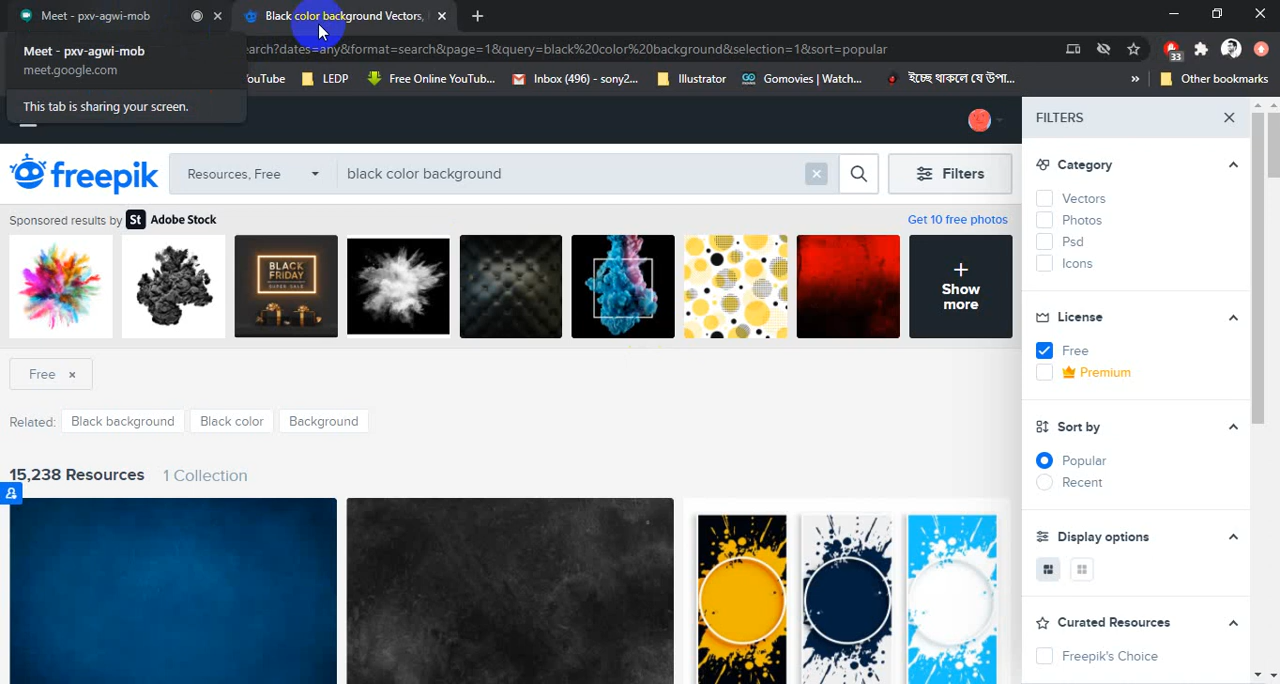 Meet - pxv-agwi-mob
Black color background Vectors,
Meet - pxv-agwi-mob
meet.google.com
This tab is sharing your screen.
earch?dates=any&format=search&page=1&query=black%20color%20background&selection=1&sort=popular
33
ouTube
LEDP
Free Online YouTub...
Inbox (496) - sony2...
Illustrator
Gomovies | Watch...
ইচ্ছে থাকলে যে উপা...
»
Other bookmarks
FILTERS
freepik
Resources, Free
black color background
Filters
Sponsored results by St Adobe Stock
Get 10 free photos
BLACK
FRIDAY
SUPER SALE
+
Show
more
Free ×
Related:
Black background
Black color
Background
15,238 Resources
1 Collection
Category
Vectors
Photos
Psd
Icons
License
Free
Premium
Sort by
Popular
Recent
Display options
Curated Resources
Freepik's Choice